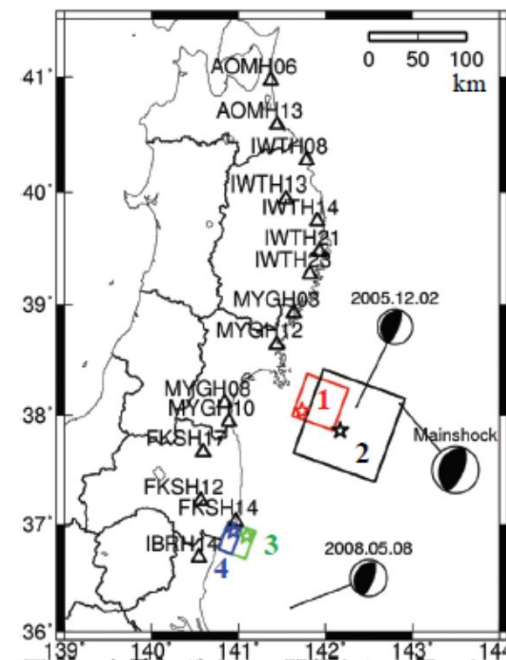 0 50 100
km
41°
AOMH06
AOMH13
IWTH08
40°
IWTH13
IWTH14
IWTH21
IWTH23
39°
MYGH03
2005.12.02
MYGH12
1
MYGH08
38°
MYGH10
Mainshock
2
FKSH17
FKSH12
37°
FKSH14
3
IBRH14
4
2008.05.08
36°
139° 140° 141° 142° 143° 144